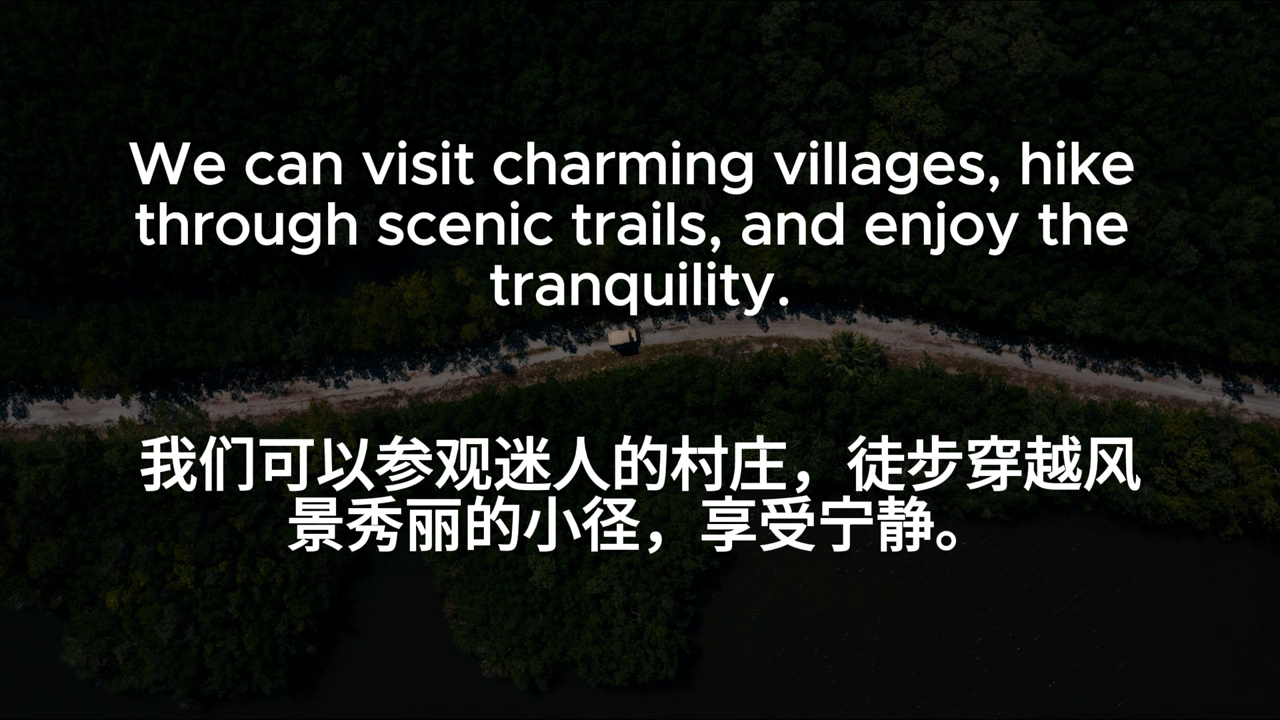 We can visit charming villages, hike
through scenic trails, and enjoy the
tranquility.
我们可以参观迷人的村庄，徒步穿越风
景秀丽的小径，享受宁静。